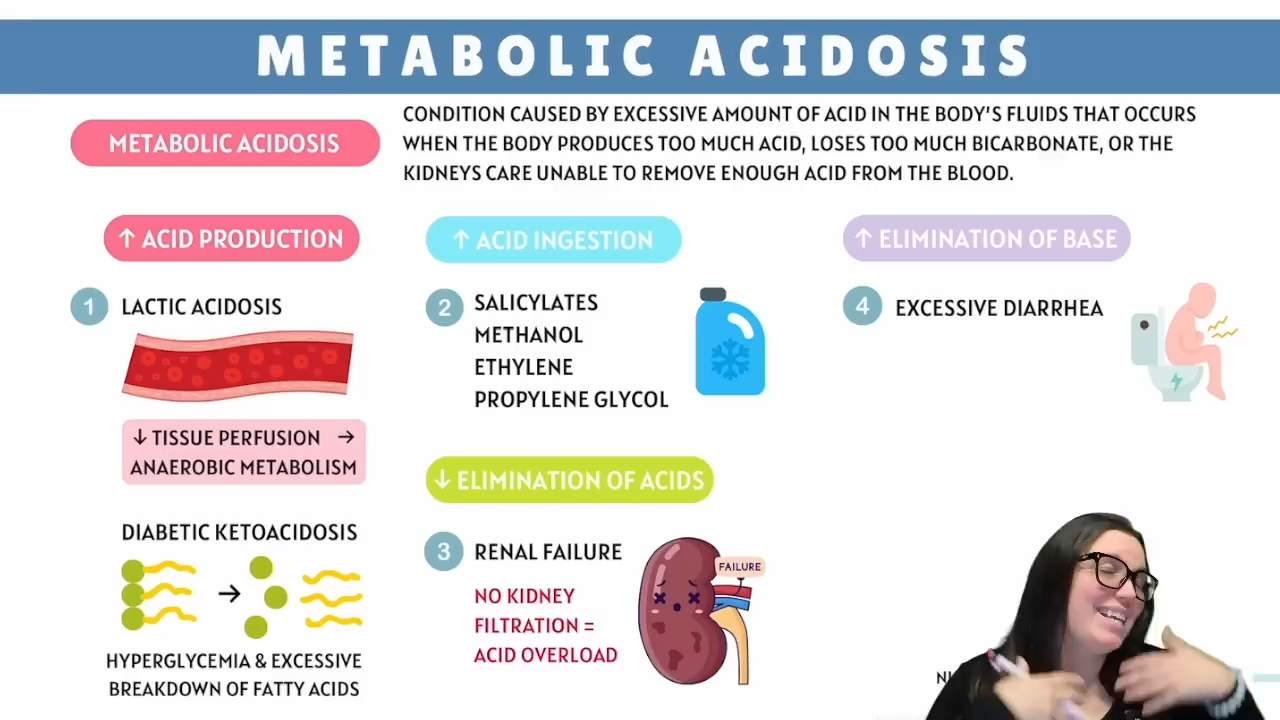 METABOLIC ACIDOSIS
METABOLIC ACIDOSIS
CONDITION CAUSED BY EXCESSIVE AMOUNT OF ACID IN THE BODY'S FLUIDS THAT OCCURS
WHEN THE BODY PRODUCES TOO MUCH ACID, LOSES TOO MUCH BICARBONATE, OR THE
KIDNEYS CARE UNABLE TO REMOVE ENOUGH ACID FROM THE BLOOD.
↑ ACID PRODUCTION
1 LACTIC ACIDOSIS
↓ TISSUE PERFUSION →
ANAEROBIC METABOLISM
DIABETIC KETOACIDOSIS
→
HYPERGLYCEMIA & EXCESSIVE
BREAKDOWN OF FATTY ACIDS
↑ ACID INGESTION
2 SALICYLATES
METHANOL
ETHYLENE
PROPYLENE GLYCOL
↓ ELIMINATION OF ACIDS
3 RENAL FAILURE
FAILURE
NO KIDNEY
FILTRATION =
ACID OVERLOAD
↑ ELIMINATION OF BASE
4 EXCESSIVE DIARRHEA